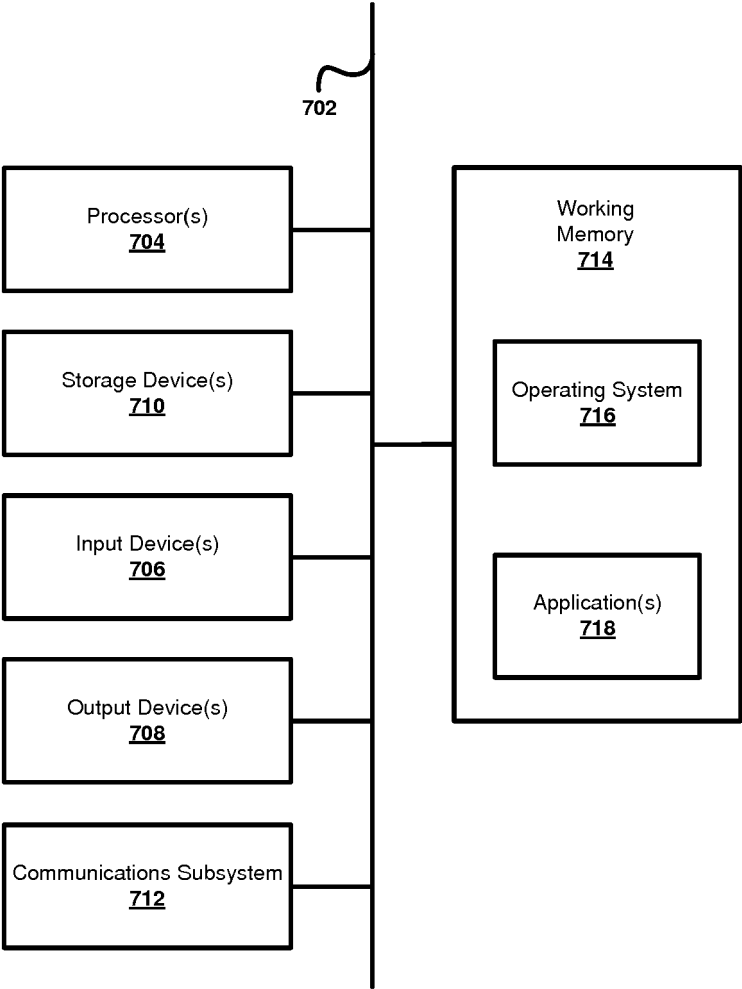 702
Processor(s)
704
Storage Device(s)
710
Input Device(s)
706
Output Device(s)
708
Communications Subsystem
712
Working
Memory
714
Operating System
716
Application(s)
718